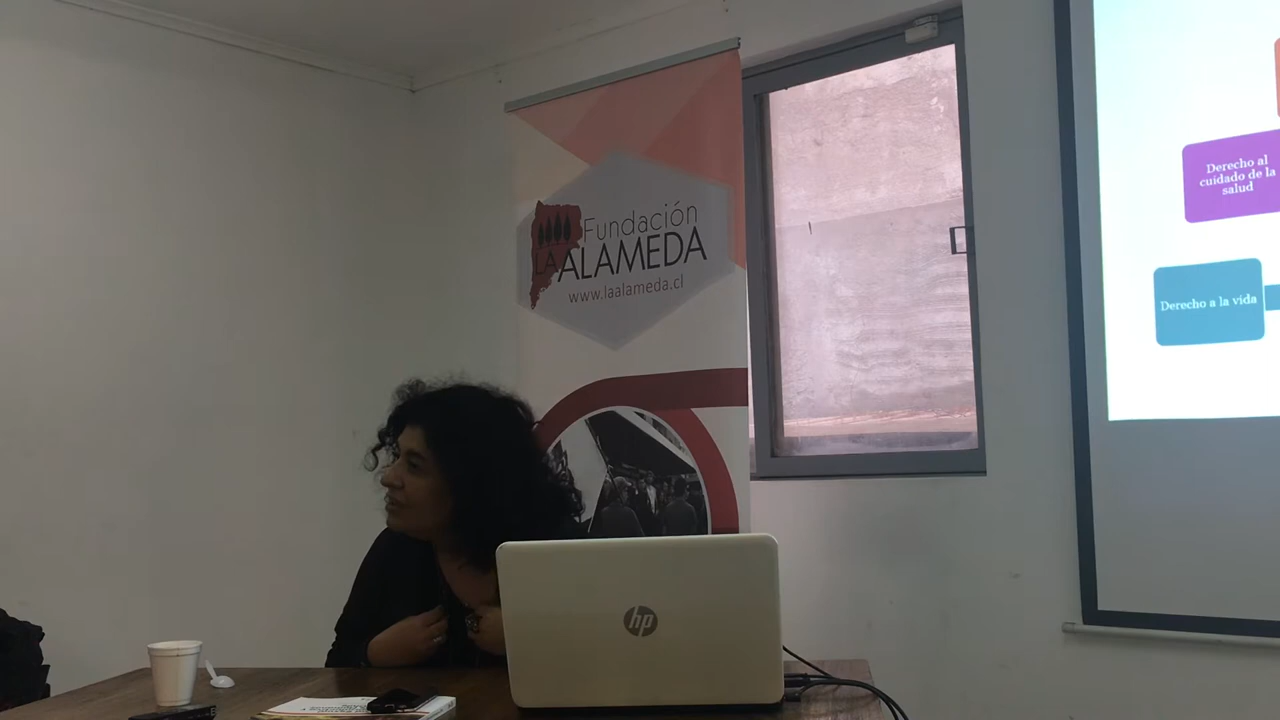 Fundación
LA ALAMEDA
www.laalameda.cl
hp
Derecho al
cuidado de la
salud
Derecho a la vida